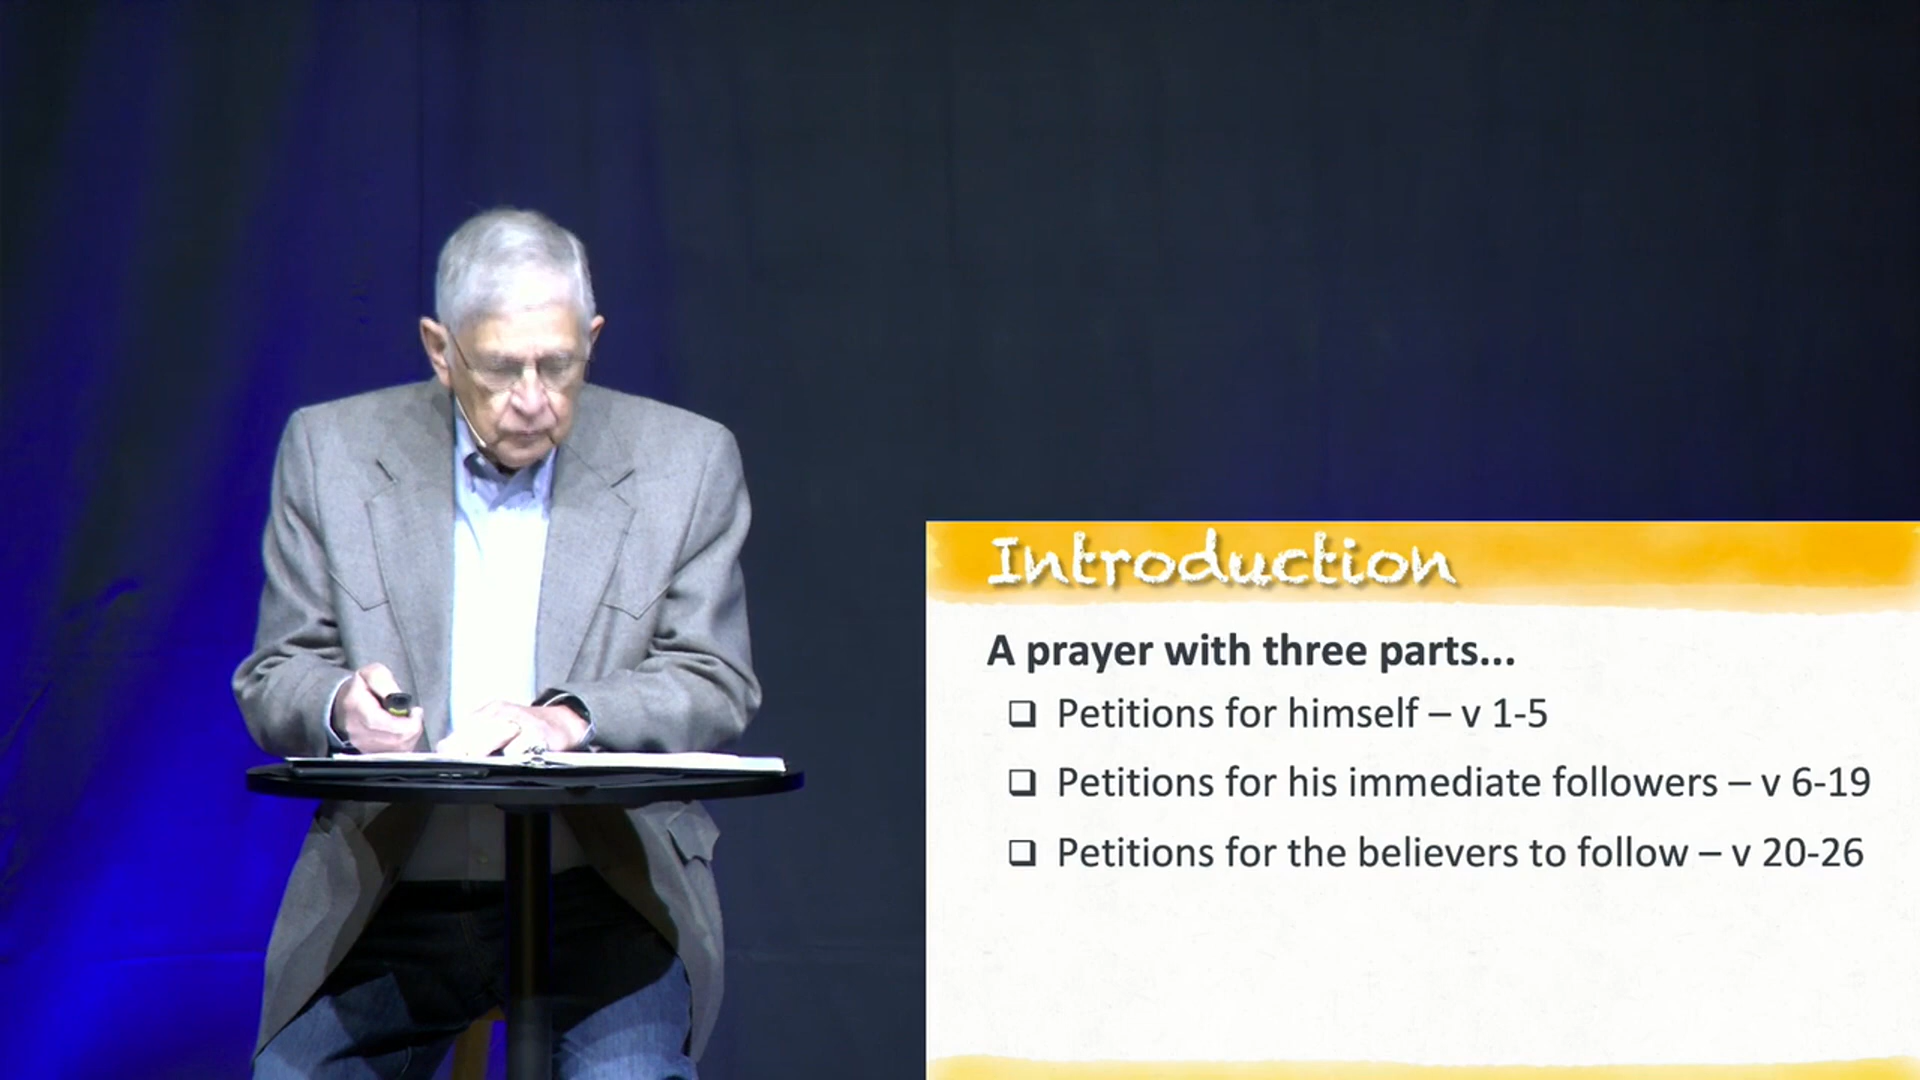 Introduction
A prayer with three parts...
Petitions for himself – v 1-5
Petitions for his immediate followers – v 6-19
Petitions for the believers to follow – v 20-26